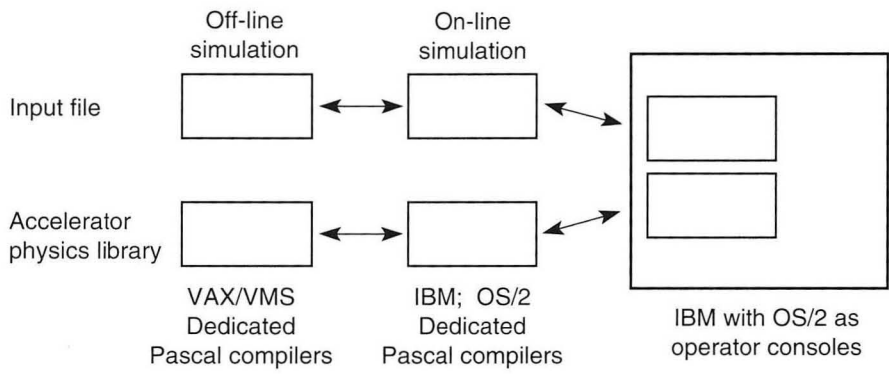 Off-line
simulation
On-line
simulation
Input file
Accelerator
physics library
VAX/VMS
Dedicated
Pascal compilers
IBM; OS/2
Dedicated
Pascal compilers
IBM with OS/2 as
operator consoles